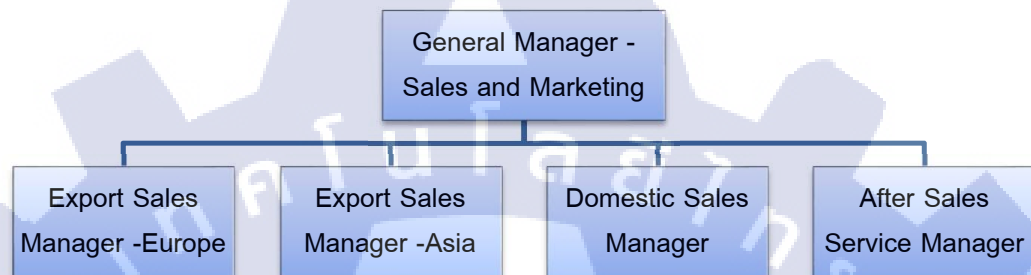 General Manager -
Sales and Marketing
Export Sales
Manager -Europe
Export Sales
Manager -Asia
Domestic Sales
Manager
After Sales
Service Manager